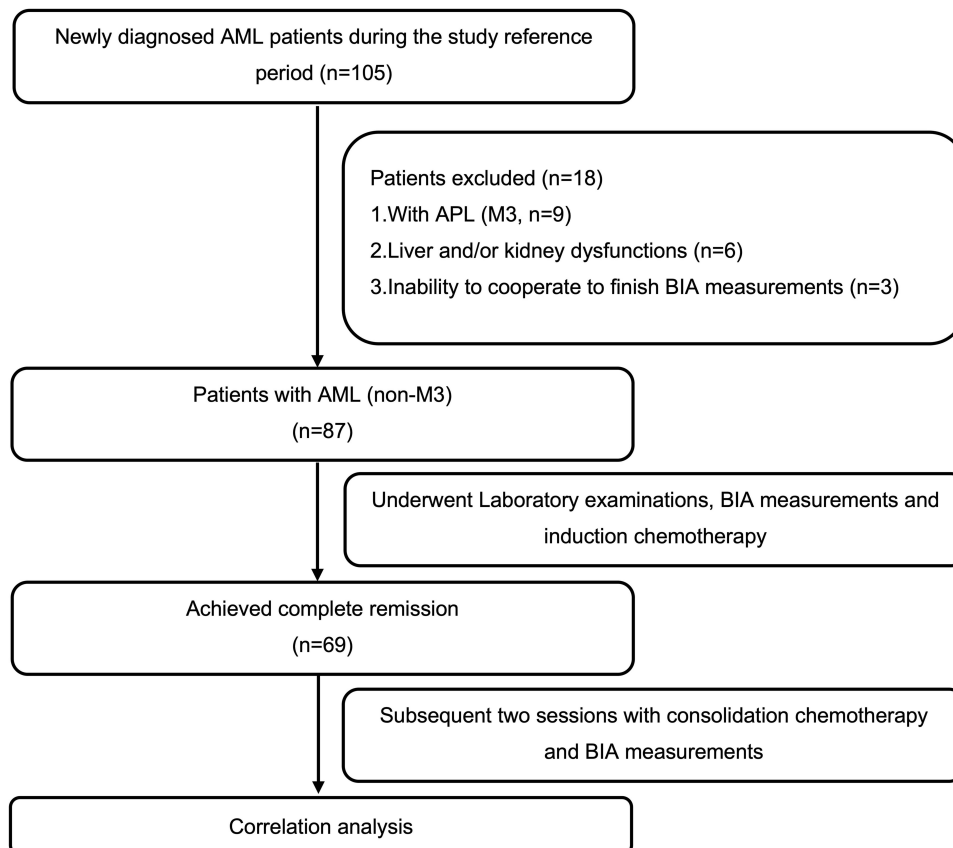 Newly diagnosed AML patients during the study reference
period (n=105)
Patients excluded (n=18)
1.With APL (M3, n=9)
2.Liver and/or kidney dysfunctions (n=6)
3.Inability to cooperate to finish BIA measurements (n=3)
Patients with AML (non-M3)
(n=87)
Underwent Laboratory examinations, BIA measurements and
induction chemotherapy
Achieved complete remission
(n=69)
Subsequent two sessions with consolidation chemotherapy
and BIA measurements
Correlation analysis